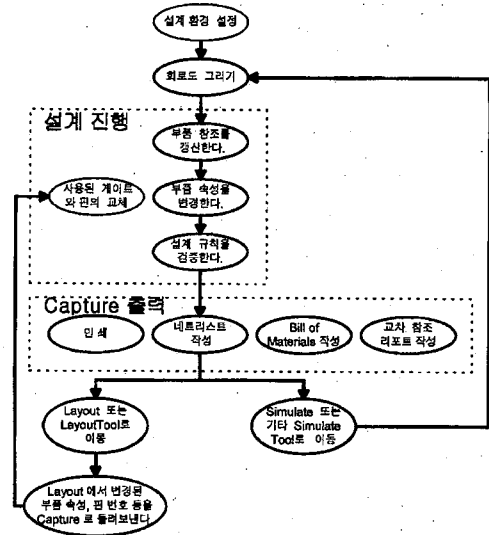 설계 환경 설정
회로도 그리기
설계 진행
부품 참조를
갱신한다.
사용된 게이트
와 핀의 교체
부품 속성을
변경한다.
설계 규칙을
검증한다.
Capture 출력
인 쇄
네트리스트
작성
Bill of
Materials 작성
교차 참조
리포트 작성
Layout 또는
LayoutTool로
이동
Simulate 또는
기타 Simulate
Tool로 이동
Layout 에서 변경된
부품 속성, 핀 번호 등을
Capture 로 돌려보낸다